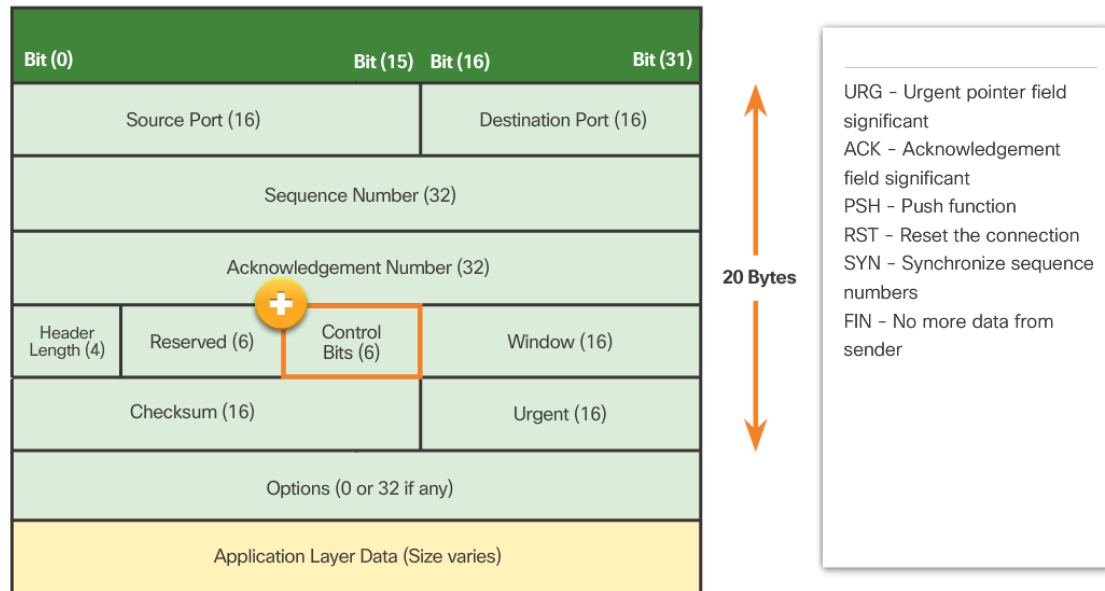 Bit (0) Bit (15) Bit (16) Bit (31)
Source Port (16) Destination Port (16)
Sequence Number (32)
Acknowledgement Number (32)
Header
Length (4)
Reserved (6)
Control
Bits (6)
Window (16)
Checksum (16) Urgent (16)
Options (0 or 32 if any)
Application Layer Data (Size varies)
20 Bytes
URG - Urgent pointer field
significant
ACK - Acknowledgement
field significant
PSH - Push function
RST - Reset the connection
SYN - Synchronize sequence
numbers
FIN - No more data from
sender